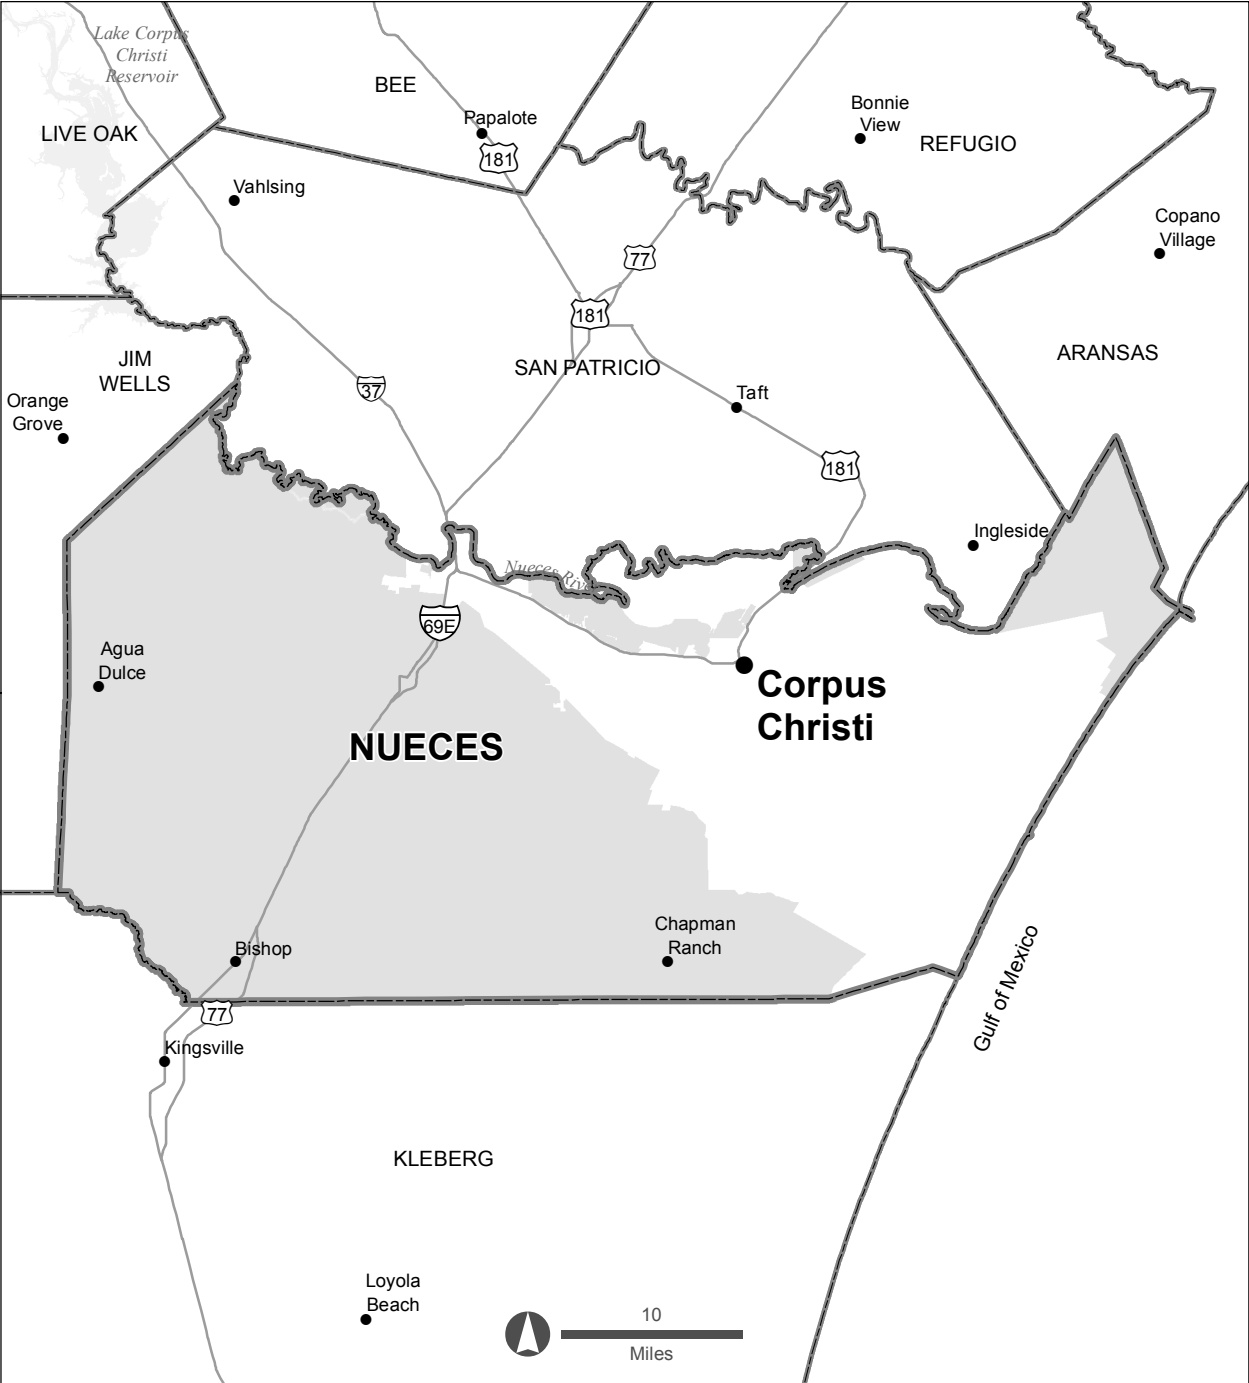 Lake Corpus
Christi
Reservoir
BEE
Papalote
181
Bonnie
View
REFUGIO
LIVE OAK
Vahlsing
Copano
Village
77
181
JIM
WELLS
SAN PATRICIO
ARANSAS
37
Taft
Orange
Grove
181
Ingleside
Nueces River
69E
Agua
Dulce
Corpus
Christi
NUECES
Chapman
Ranch
Bishop
Gulf of Mexico
77
Kingsville
KLEBERG
Loyola
Beach
10
Miles